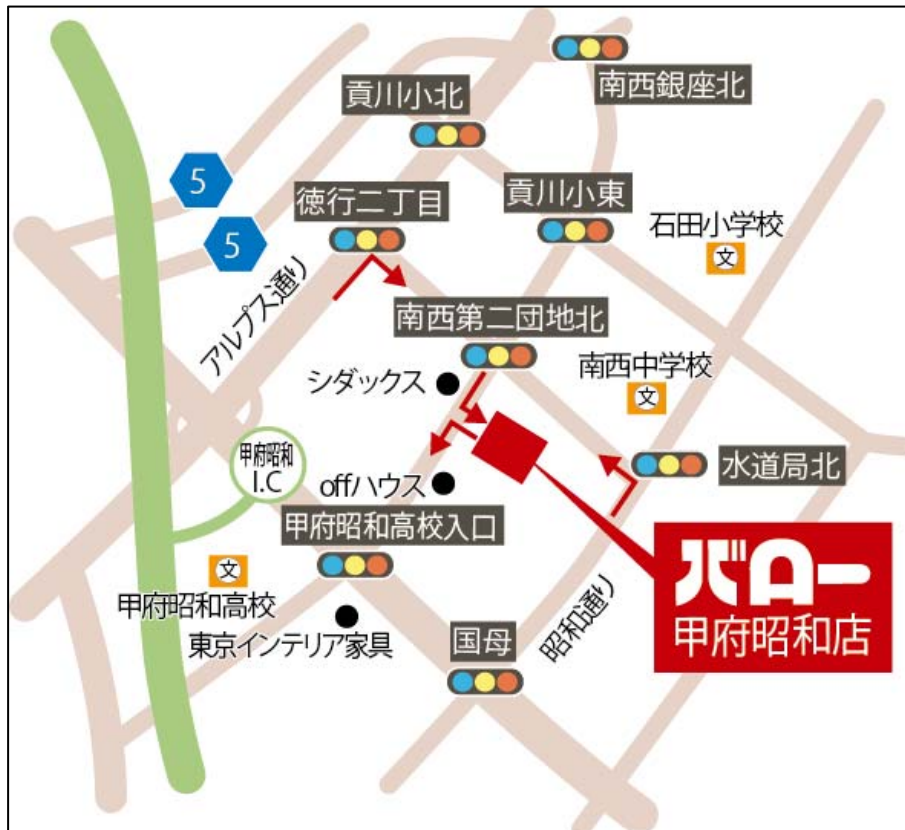 南西銀座北
貢川小北
5
徳行二丁目
貢川小東
石田小学校
文
5
アルプス通り
南西第二団地北
シダックス
南西中学校
文
甲府昭和
I.C
offハウス
水道局北
甲府昭和高校入口
文
甲府昭和高校
東京インテリア家具
国母
昭和通り
バロー
甲府昭和店